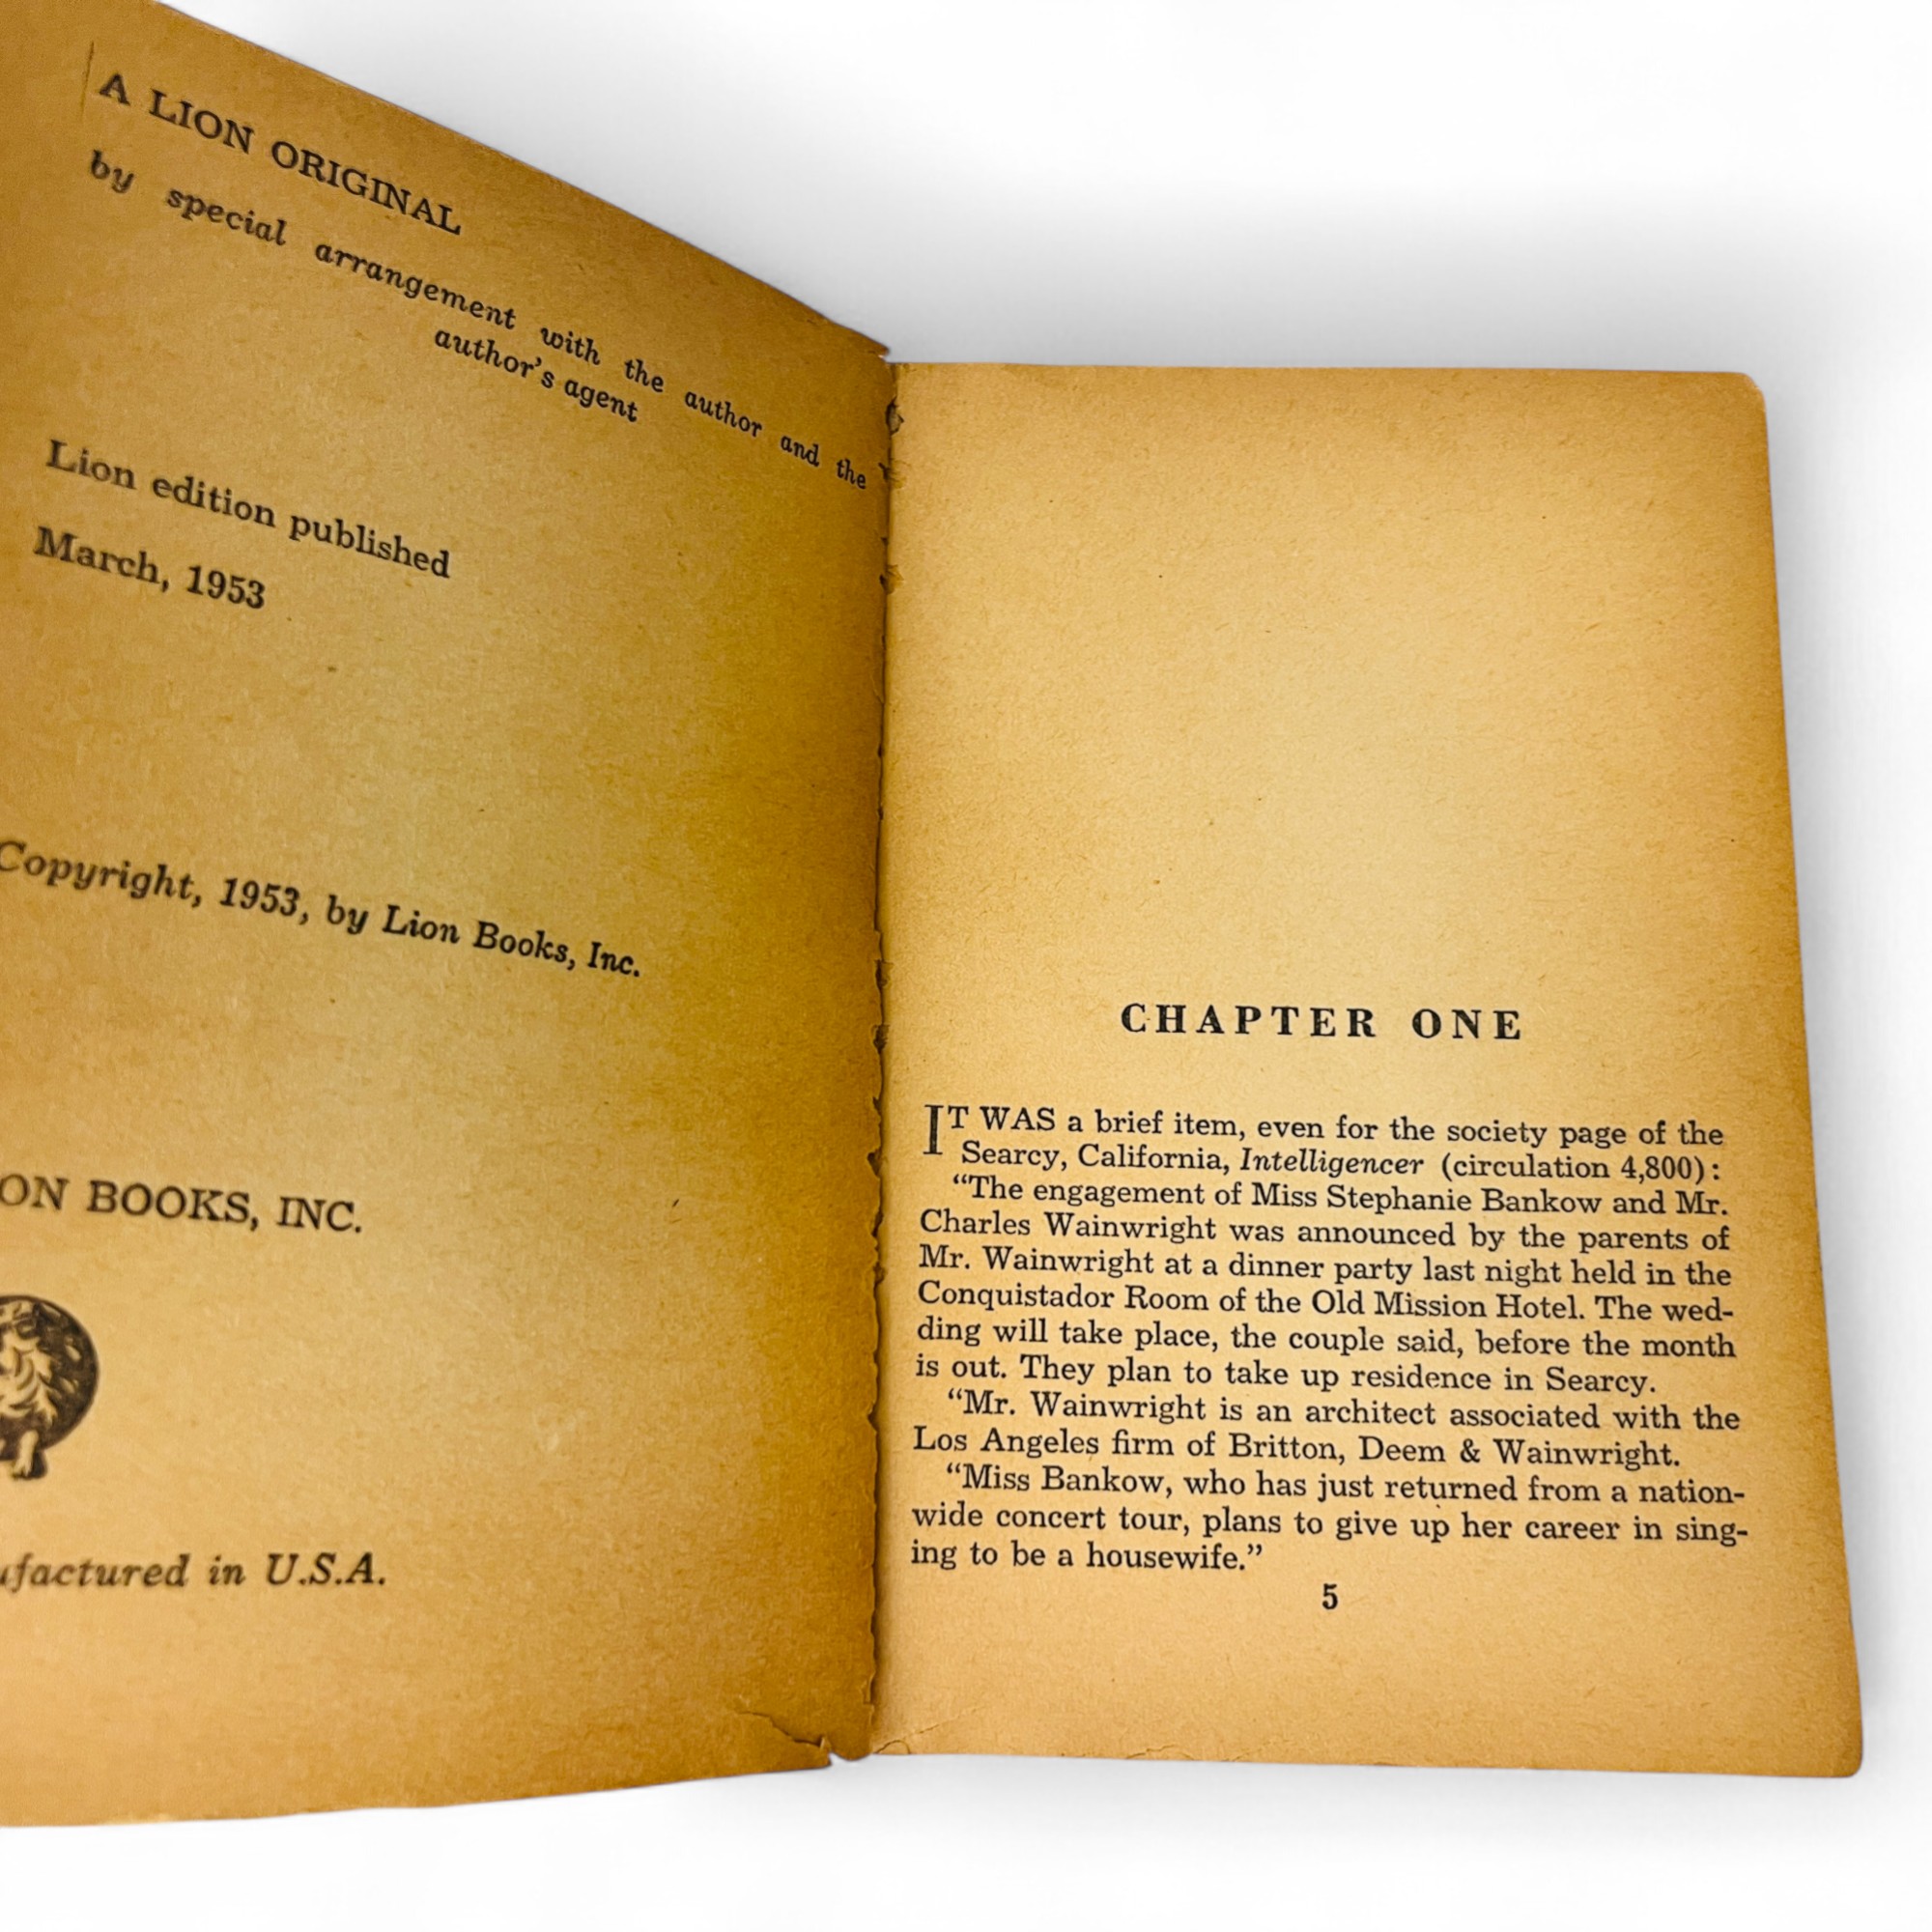 A LION ORIGINAL
by special arrangement with the author and the
author's agent
Lion edition published
March, 1953
Copyright, 1953, by Lion Books, Inc.
ON BOOKS, INC.
ufactured in U.S.A.
CHAPTER ONE
IT WAS a brief item, even for the society page of the
Searcy, California, Intelligencer (circulation 4,800):
“The engagement of Miss Stephanie Bankow and Mr.
Charles Wainwright was announced by the parents of
Mr. Wainwright at a dinner party last night held in the
Conquistador Room of the Old Mission Hotel. The wed-
ding will take place, the couple said, before the month
is out. They plan to take up residence in Searcy.
“Mr. Wainwright is an architect associated with the
Los Angeles firm of Britton, Deem & Wainwright.
“Miss Bankow, who has just returned from a nation-
wide concert tour, plans to give up her career in sing-
ing to be a housewife.”
5